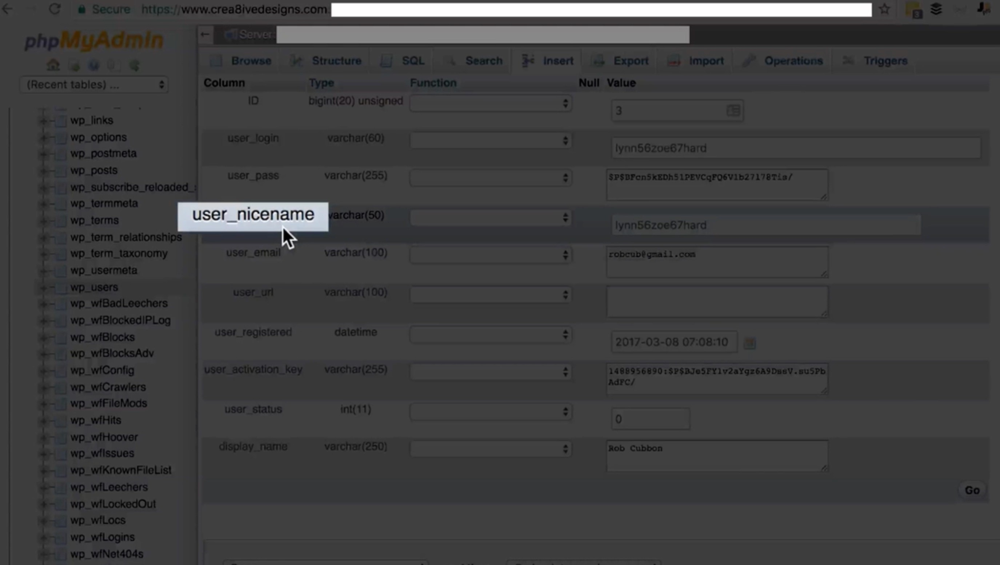 Secure https://www.crea8ivedesigns.com
3
phpMyAdmin
Server:
Browse Structure SQL Search Insert Export Import Operations Triggers
(Recent tables) ...
Column Type Function Null Value
ID bigint(20) unsigned 3
user_login varchar(60) lynn56zoe67hard
user_pass varchar(255) $P$BFcn5kEDh51PEVCqFQ6V1b27178Tis/
user_nicename varchar(50) lynn56zoe67hard
user_email varchar(100) robcub@gmail.com
user_url varchar(100)
user_registered datetime 2017-03-08 07:08:10
user_activation_key varchar(255) 1488956890:$P$BJe5FY1v2aYgz6A9DssV.su5Pb
AdFC/
user_status int(11) 0
display_name varchar(250) Rob Cubbon
Go
wp_links
wp_options
wp_postmeta
wp_posts
wp_subscribe_reloaded_
wp_termmeta
wp_terms
wp_term_relationships
wp_term_taxonomy
wp_usermeta
wp_users
wp_wfBadLeechers
wp_wfBlockedIPLog
wp_wfBlocks
wp_wfBlocksAdv
wp_wfConfig
wp_wfCrawlers
wp_wfFileMods
wp_wfHits
wp_wfHoover
wp_wfIssues
wp_wfKnownFileList
wp_wfLeechers
wp_wfLockedOut
wp_wfLocs
wp_wfLogins
wp_wfNet404s